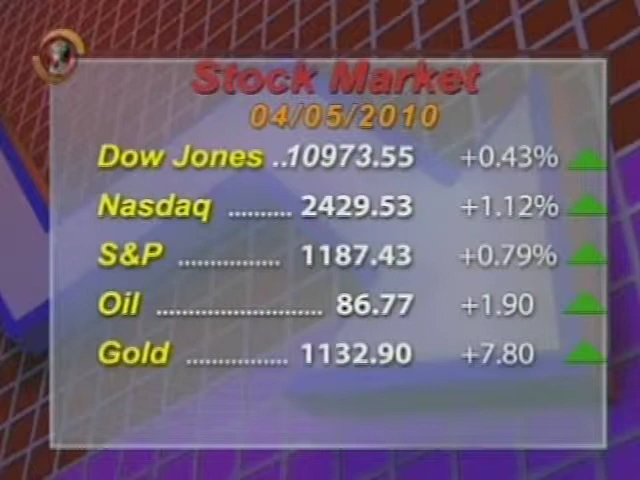 Stock Market
04/05/2010
Dow Jones ..10973.55 +0.43%
Nasdaq .......... 2429.53 +1.12%
S&P ................ 1187.43 +0.79%
Oil .......................... 86.77 +1.90
Gold ................ 1132.90 +7.80